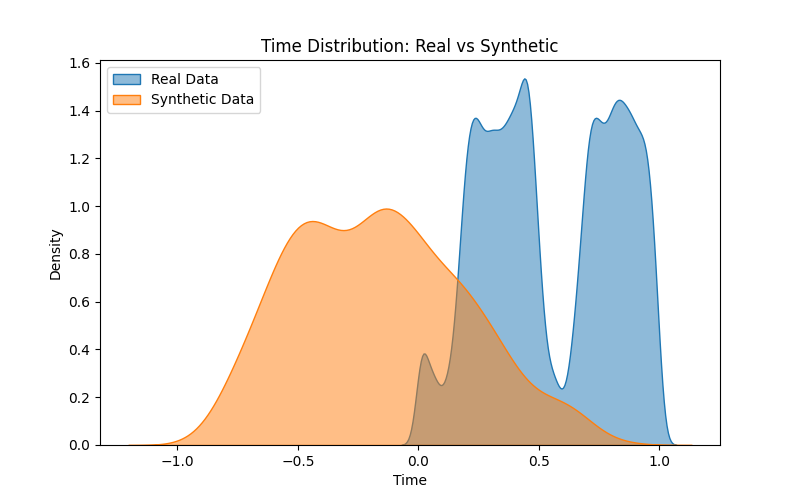 Time Distribution: Real vs Synthetic
Real Data
Synthetic Data
1.6
1.4
1.2
1.0
0.8
0.6
0.4
0.2
0.0
Density
−1.0
−0.5
0.0
0.5
1.0
Time